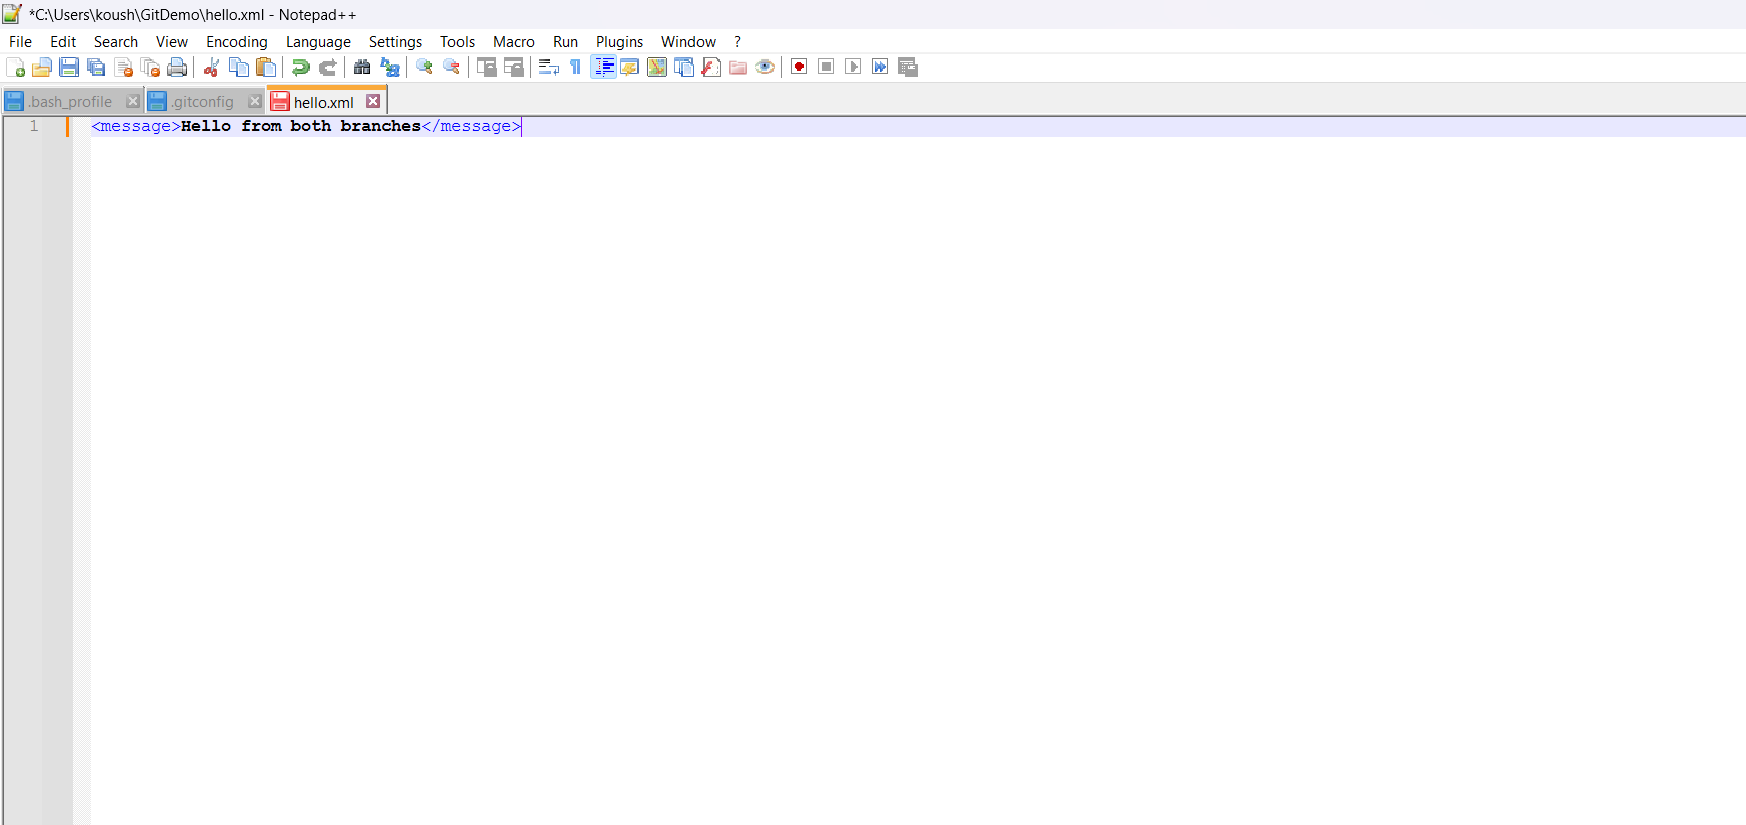 *C:\Users\koush\GitDemo\hello.xml - Notepad++
File Edit Search View Encoding Language Settings Tools Macro Run Plugins Window ?
.bash_profile .gitconfig hello.xml
1 <message>Hello from both branches</message>